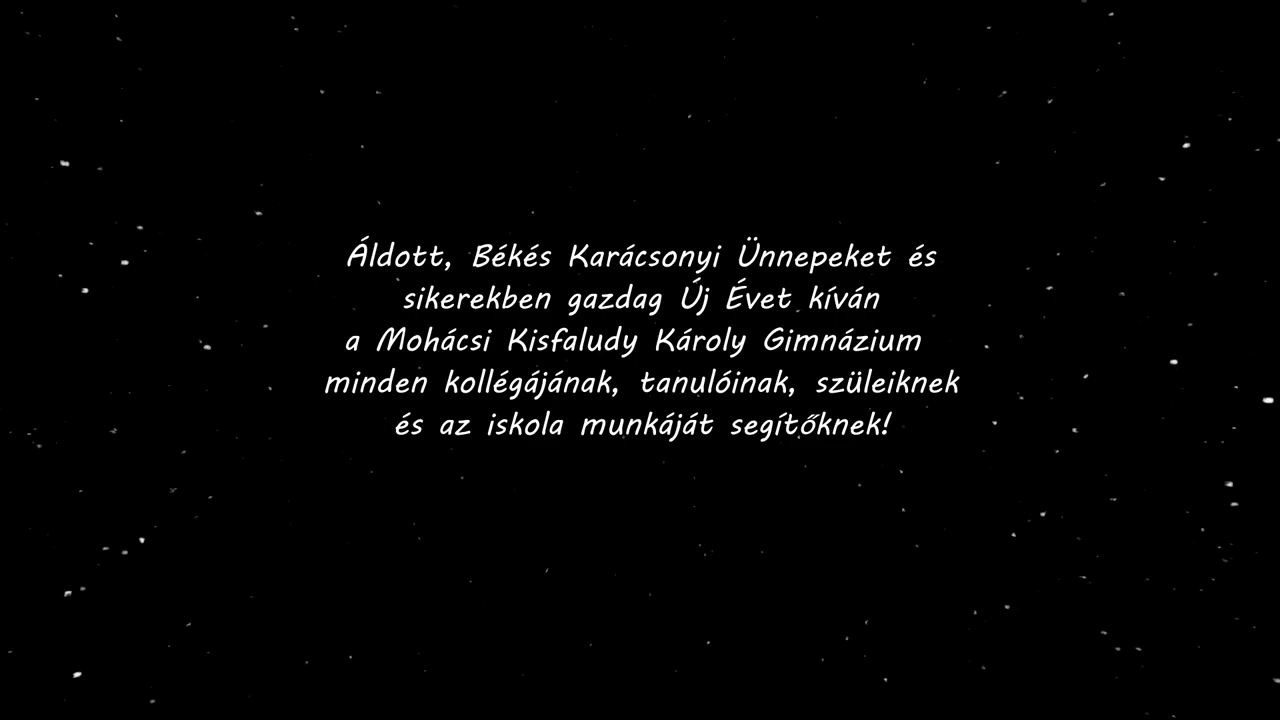 Áldott, Békés Karácsonyi Ünnepeket és
sikerekben gazdag Új Évet kíván
a Mohácsi Kisfaludy Károly Gimnázium
minden kollégájának, tanulóinak, szüleiknek
és az iskola munkáját segítőknek!